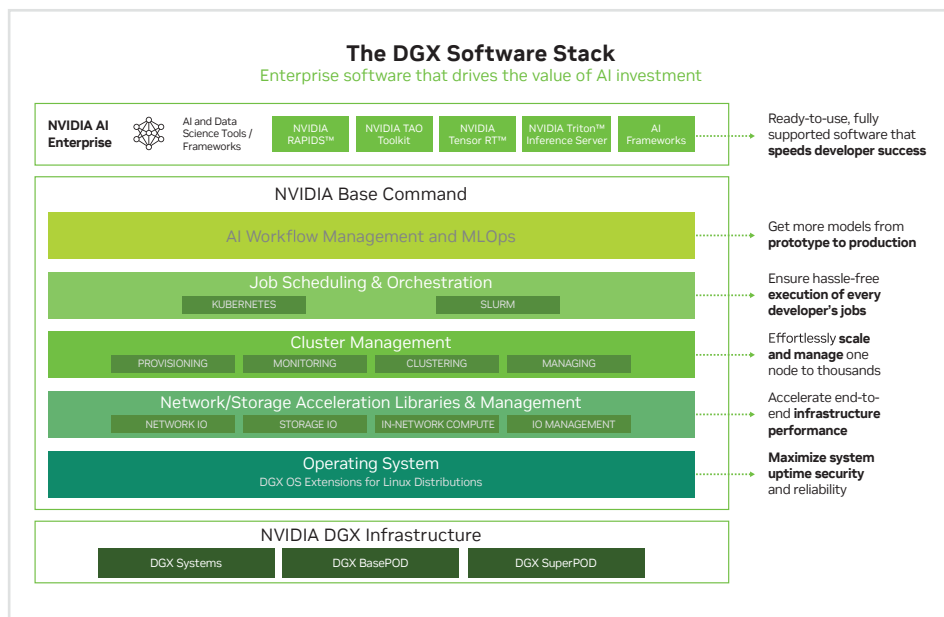 The DGX Software Stack
Enterprise software that drives the value of AI investment
NVIDIA AI
Enterprise
AI and Data
Science Tools /
Frameworks
NVIDIA
RAPIDS™
NVIDIA TAO
Toolkit
NVIDIA
Tensor RT™
NVIDIA Triton™
Inference Server
AI
Frameworks
Ready-to-use, fully
supported software that
speeds developer success
NVIDIA Base Command
AI Workflow Management and MLOps
Get more models from
prototype to production
Job Scheduling & Orchestration
KUBERNETES
SLURM
Ensure hassle-free
execution of every
developer's jobs
Cluster Management
PROVISIONING
MONITORING
CLUSTERING
MANAGING
Effortlessly scale
and manage one
node to thousands
Network/Storage Acceleration Libraries & Management
NETWORK IO
STORAGE IO
IN-NETWORK COMPUTE
IO MANAGEMENT
Accelerate end-to-
end infrastructure
performance
Operating System
DGX OS Extensions for Linux Distributions
Maximize system
uptime security
and reliability
NVIDIA DGX Infrastructure
DGX Systems
DGX BasePOD
DGX SuperPOD